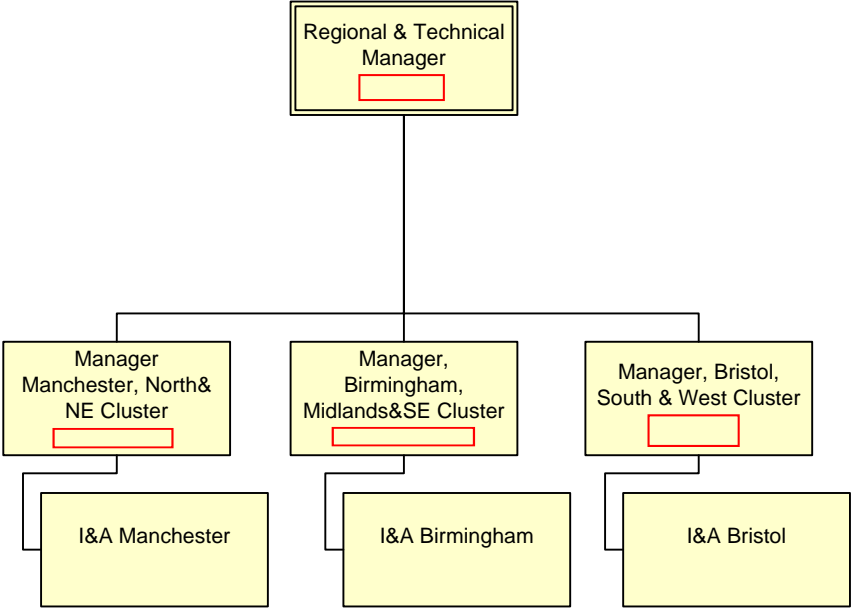 Regional & Technical
Manager
Manager
Manchester, North&
NE Cluster
Manager,
Birmingham,
Midlands&SE Cluster
Manager, Bristol,
South & West Cluster
I&A Manchester
I&A Birmingham
I&A Bristol